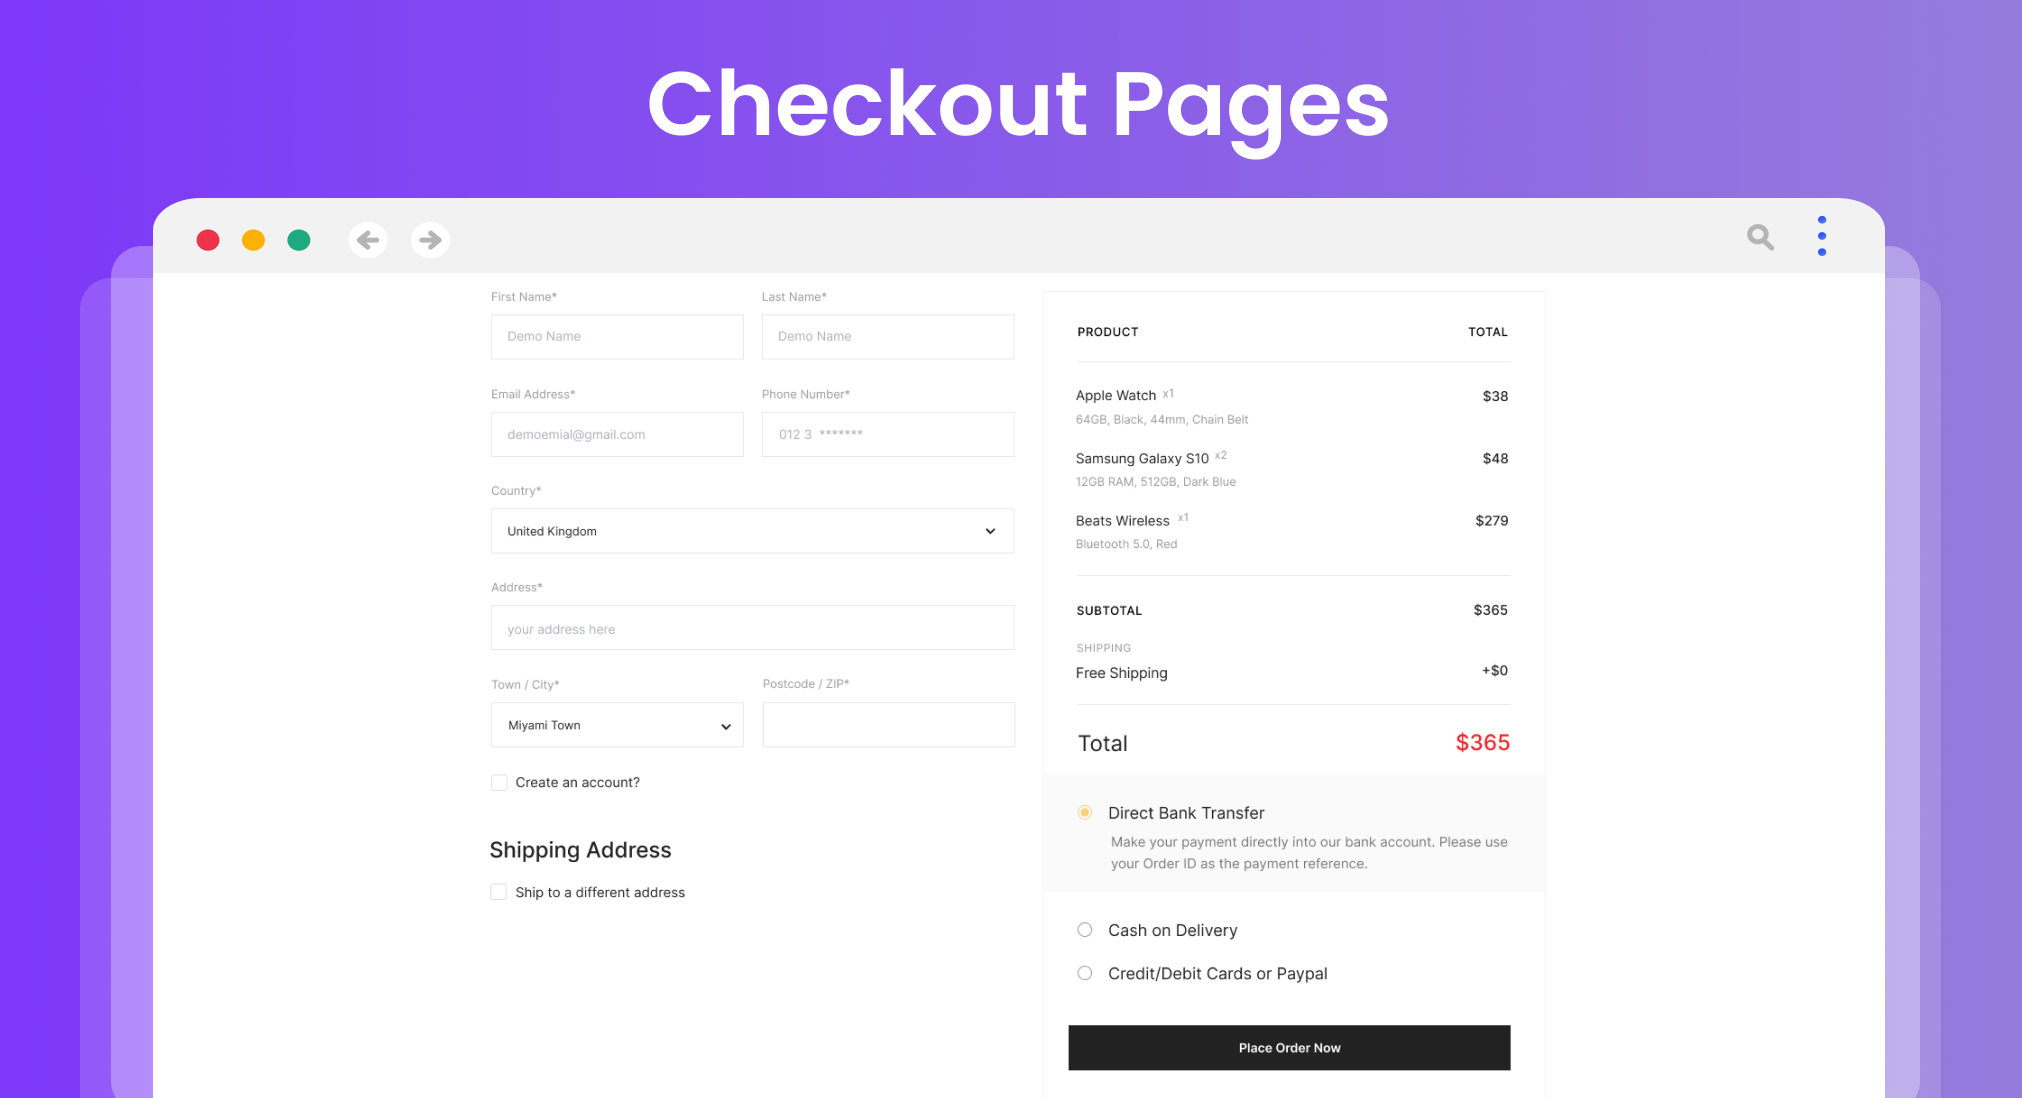 Checkout Pages
First Name*
Last Name*
Demo Name
Demo Name
Email Address*
Phone Number*
demoemial@gmail.com
012 3 *******
Country*
United Kingdom
Address*
your address here
Town / City*
Postcode / ZIP*
Miyami Town
Create an account?
Shipping Address
Ship to a different address
PRODUCT TOTAL
Apple Watch x1 $38
64GB, Black, 44mm, Chain Belt
Samsung Galaxy S10 x2 $48
12GB RAM, 512GB, Dark Blue
Beats Wireless x1 $279
Bluetooth 5.0, Red
SUBTOTAL $365
SHIPPING
Free Shipping +$0
Total $365
Direct Bank Transfer
Make your payment directly into our bank account. Please use
your Order ID as the payment reference.
Cash on Delivery
Credit/Debit Cards or Paypal
Place Order Now